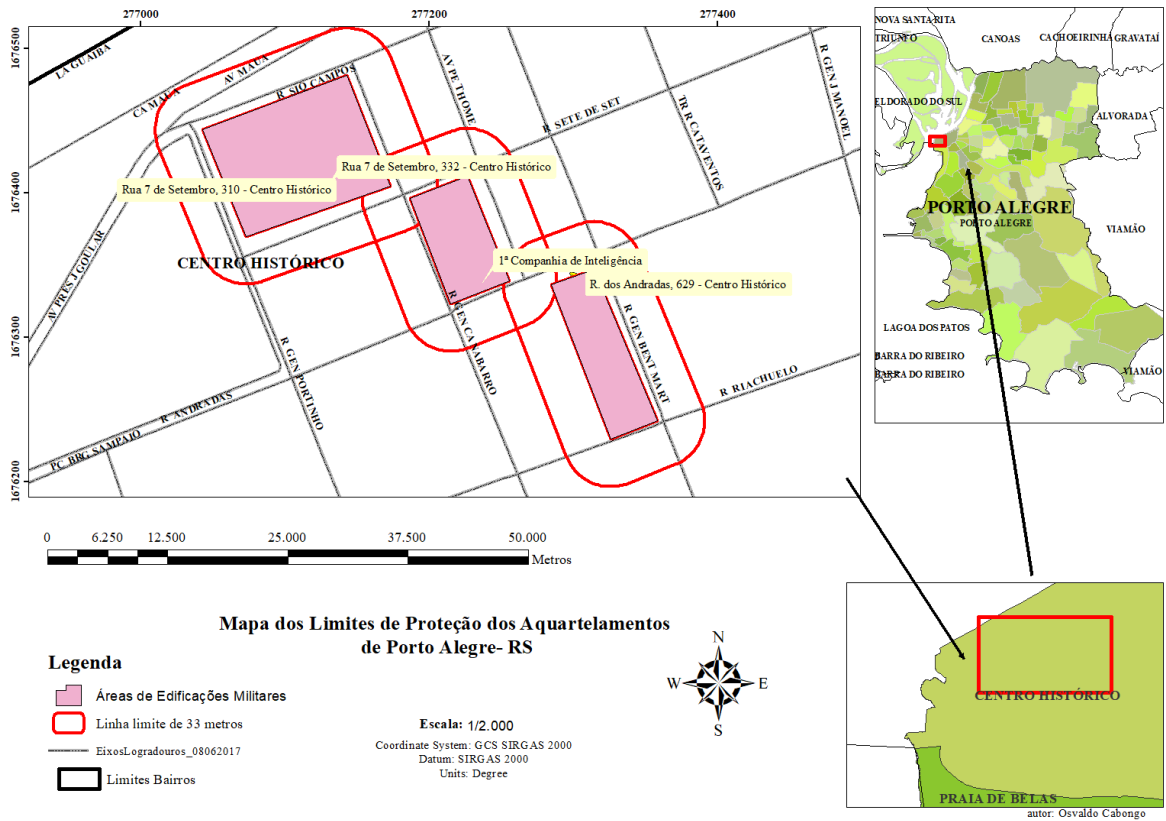 277000
277200
277400
1676500
1676400
1676300
1676200
LA GUAIBA
CA MAUA
AV MAUA
R SIQ CAMPOS
AV PE THOME
R SETE DE SET
TR R CATAVENTOS
R GEN J MANOEL
Rua 7 de Setembro, 332 - Centro Histórico
Rua 7 de Setembro, 310 - Centro Histórico
CENTRO HISTÓRICO
1ª Companhia de Inteligência
R. dos Andradas, 629 - Centro Histórico
AV PRES J GOULAR
R GEN CANABARRO
R GEN BENT MART
R GEN PORTINHO
R RIACHUELO
R ANDRADAS
PC BRG SAMPAIO
NOVA SANTA RITA
TRIUNFO
CANOAS
CACHOEIRINHA
GRAVATAÍ
ELDORADO DO SUL
ALVORADA
PORTO ALEGRE
PORTO ALEGRE
VIAMÃO
LAGOA DOS PATOS
BARRA DO RIBEIRO
BARRA DO RIBEIRO
VIAMÃO
0 6.250 12.500 25.000 37.500 50.000
Metros
Mapa dos Limites de Proteção dos Aquartelamentos
de Porto Alegre- RS
Legenda
Áreas de Edificações Militares
Linha limite de 33 metros
EixosLogradouros_08062017
Limites Bairros
Escala: 1/2.000
Coordinate System: GCS SIRGAS 2000
Datum: SIRGAS 2000
Units: Degree
N
W
E
S
CENTRO HISTÓRICO
PRAIA DE BELAS
autor: Osvaldo Cabongo